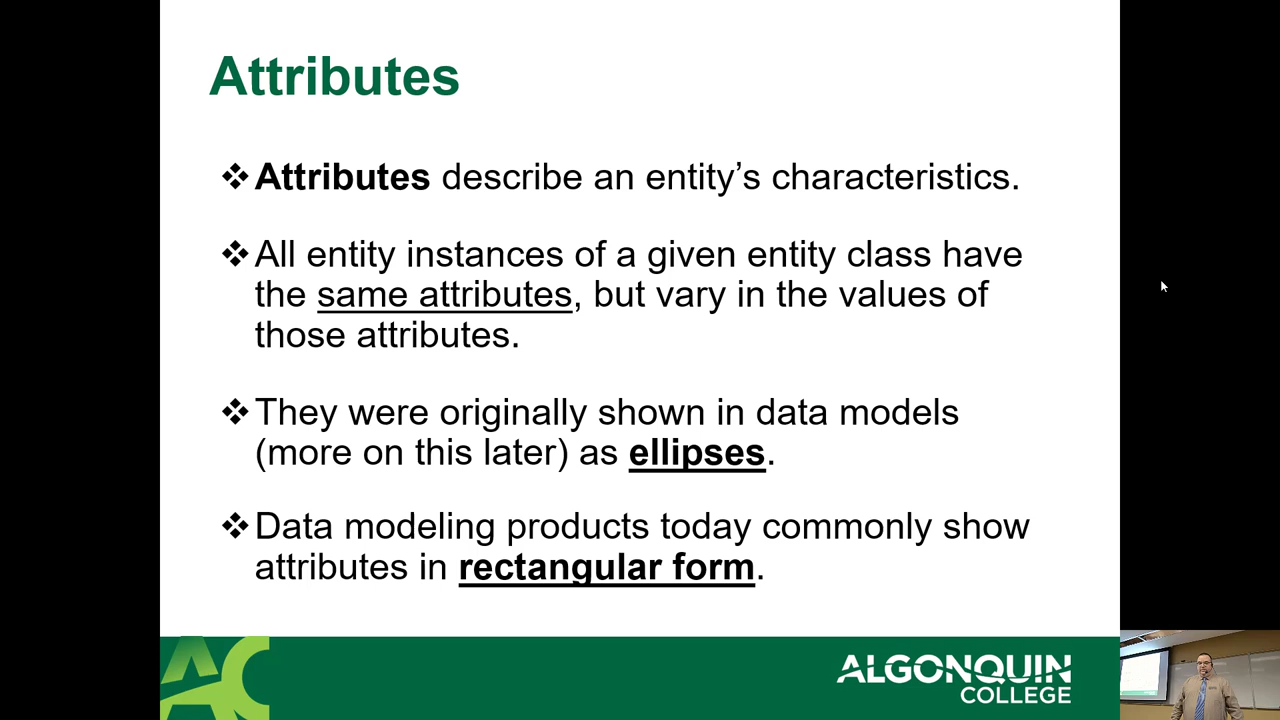 Attributes
❖Attributes describe an entity’s characteristics.
❖All entity instances of a given entity class have
the same attributes, but vary in the values of
those attributes.
❖They were originally shown in data models
(more on this later) as ellipses.
❖Data modeling products today commonly show
attributes in rectangular form.
AC
ALGONQUIN
COLLEGE